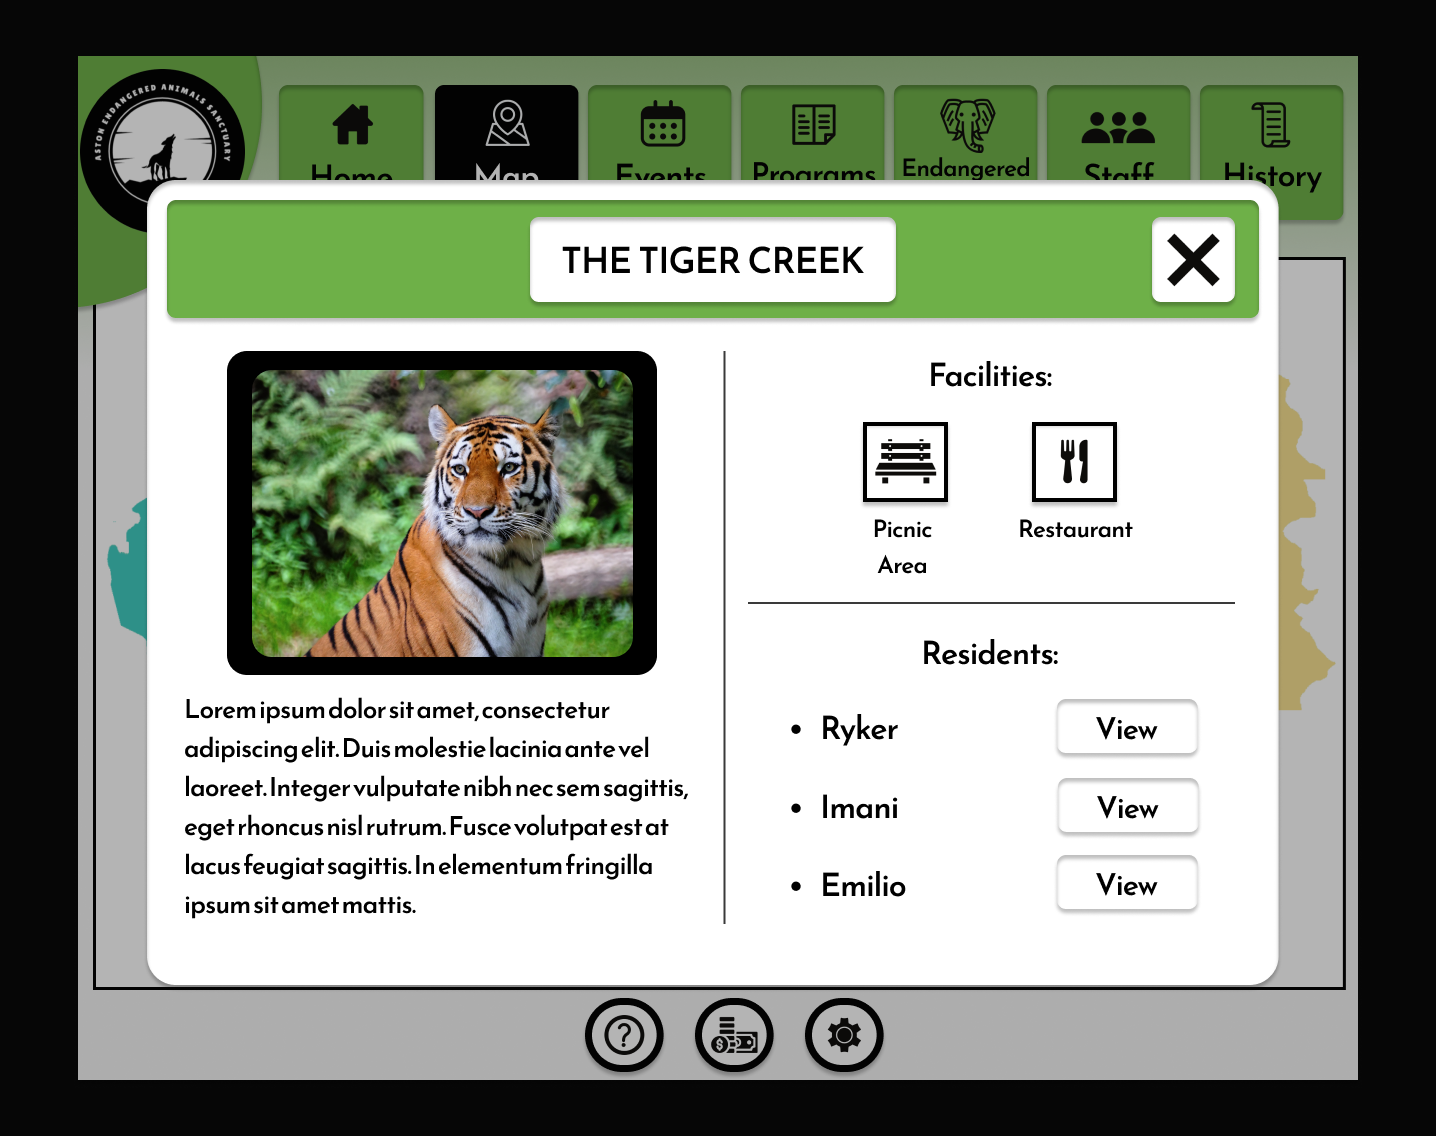 ASTON ENDANGERED ANIMALS SANCTUARY
Home
Map
Events
Programs
Endangered
Staff
History
THE TIGER CREEK
Lorem ipsum dolor sit amet, consectetur
adipiscing elit. Duis molestie lacinia ante vel
laoreet. Integer vulputate nibh nec sem sagittis,
eget rhoncus nisl rutrum. Fusce volutpat est at
lacus feugiat sagittis. In elementum fringilla
ipsum sit amet mattis.
Facilities:
Picnic
Area
Restaurant
Residents:
• Ryker View
• Imani View
• Emilio View